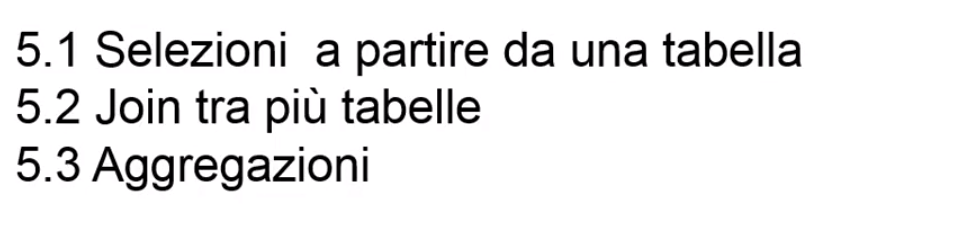 5.1 Selezioni  a partire da una tabella
5.2 Join tra più tabelle
5.3 Aggregazioni